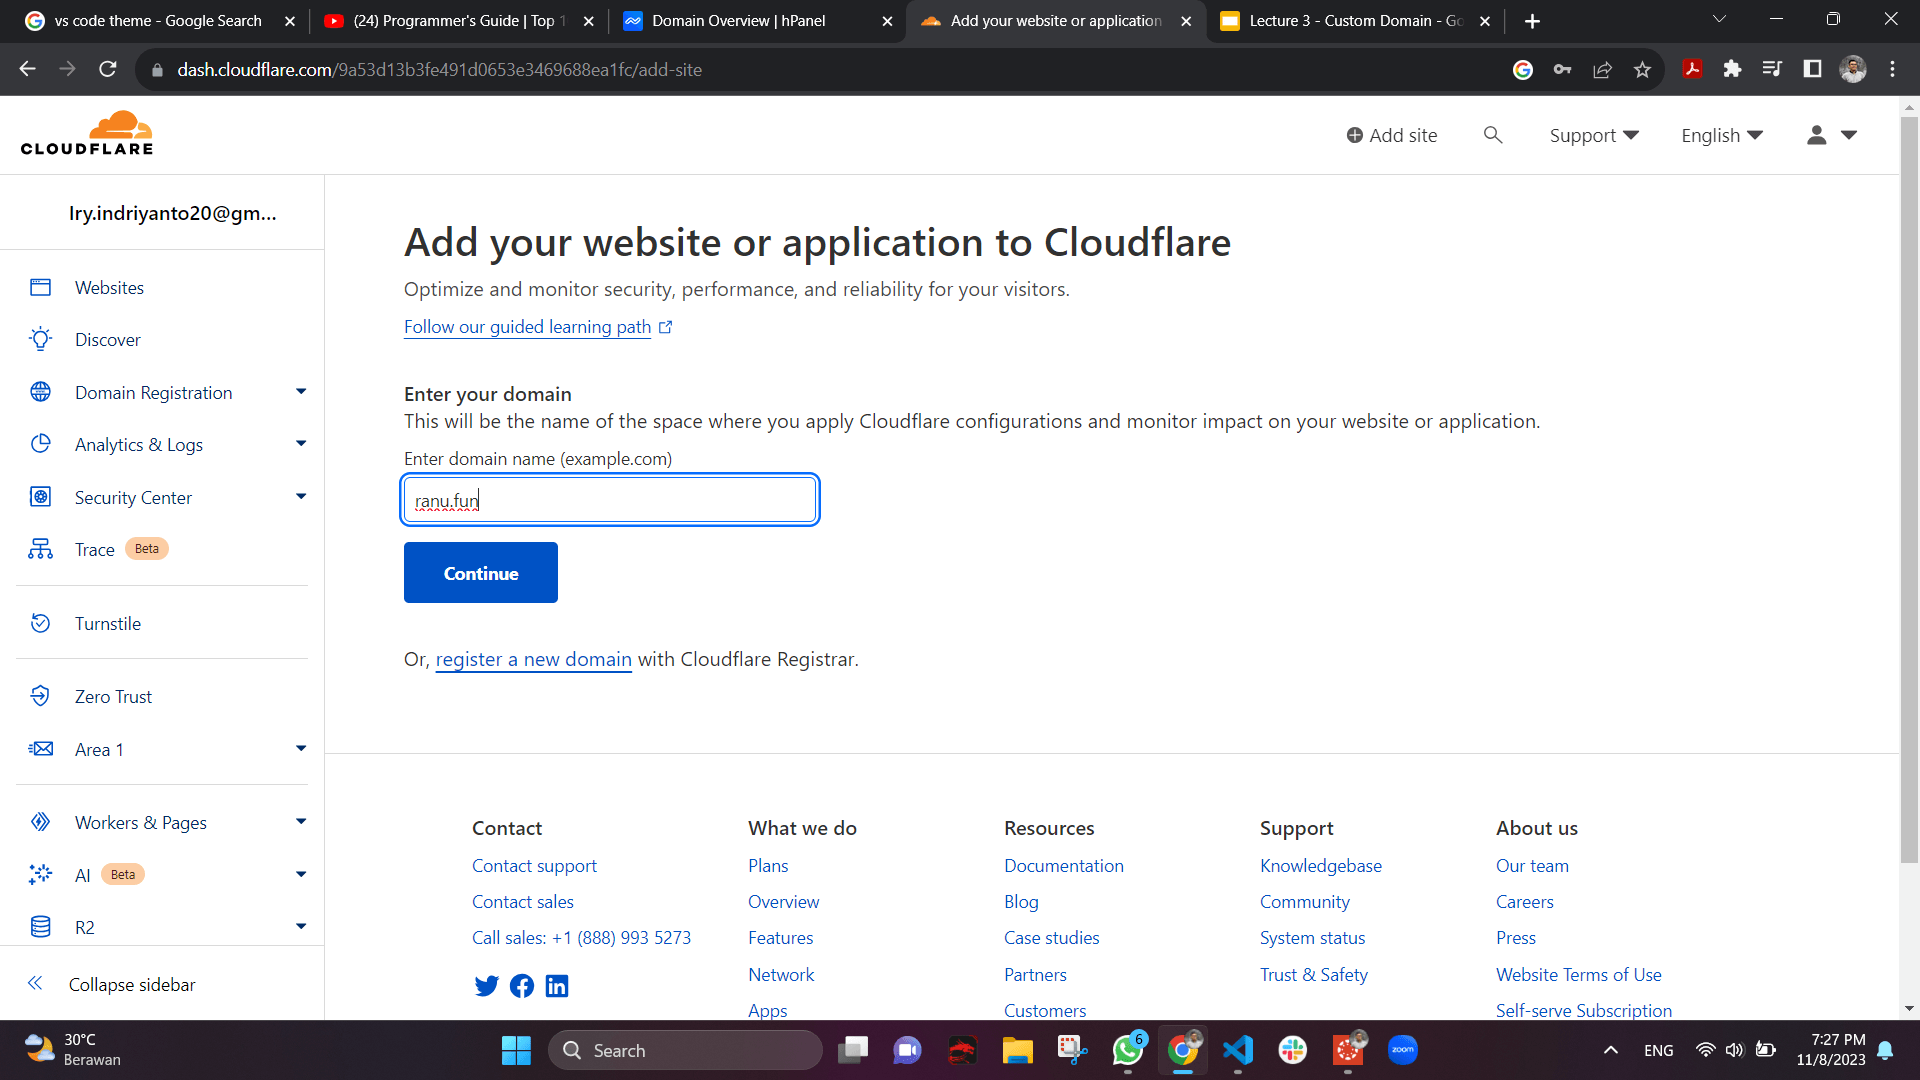 vs code theme - Google Search
(24) Programmer's Guide | Top 1
Domain Overview | hPanel
Add your website or application
Lecture 3 - Custom Domain - Go
dash.cloudflare.com/9a53d13b3fe491d0653e3469688ea1fc/add-site
CLOUDFLARE
Add site
Support
English
Iry.indriyanto20@gm...
Websites
Discover
Domain Registration
Analytics & Logs
Security Center
Trace Beta
Turnstile
Zero Trust
Area 1
Workers & Pages
AI Beta
R2
Collapse sidebar
Add your website or application to Cloudflare
Optimize and monitor security, performance, and reliability for your visitors.
Follow our guided learning path
Enter your domain
This will be the name of the space where you apply Cloudflare configurations and monitor impact on your website or application.
Enter domain name (example.com)
ranu.fun
Continue
Or, register a new domain with Cloudflare Registrar.
Contact
Contact support
Contact sales
Call sales: +1 (888) 993 5273
What we do
Plans
Overview
Features
Network
Apps
Resources
Documentation
Blog
Case studies
Partners
Customers
Support
Knowledgebase
Community
System status
Trust & Safety
About us
Our team
Careers
Press
Website Terms of Use
Self-serve Subscription
30°C
Berawan
Search
6
zoom
ENG
7:27 PM
11/8/2023